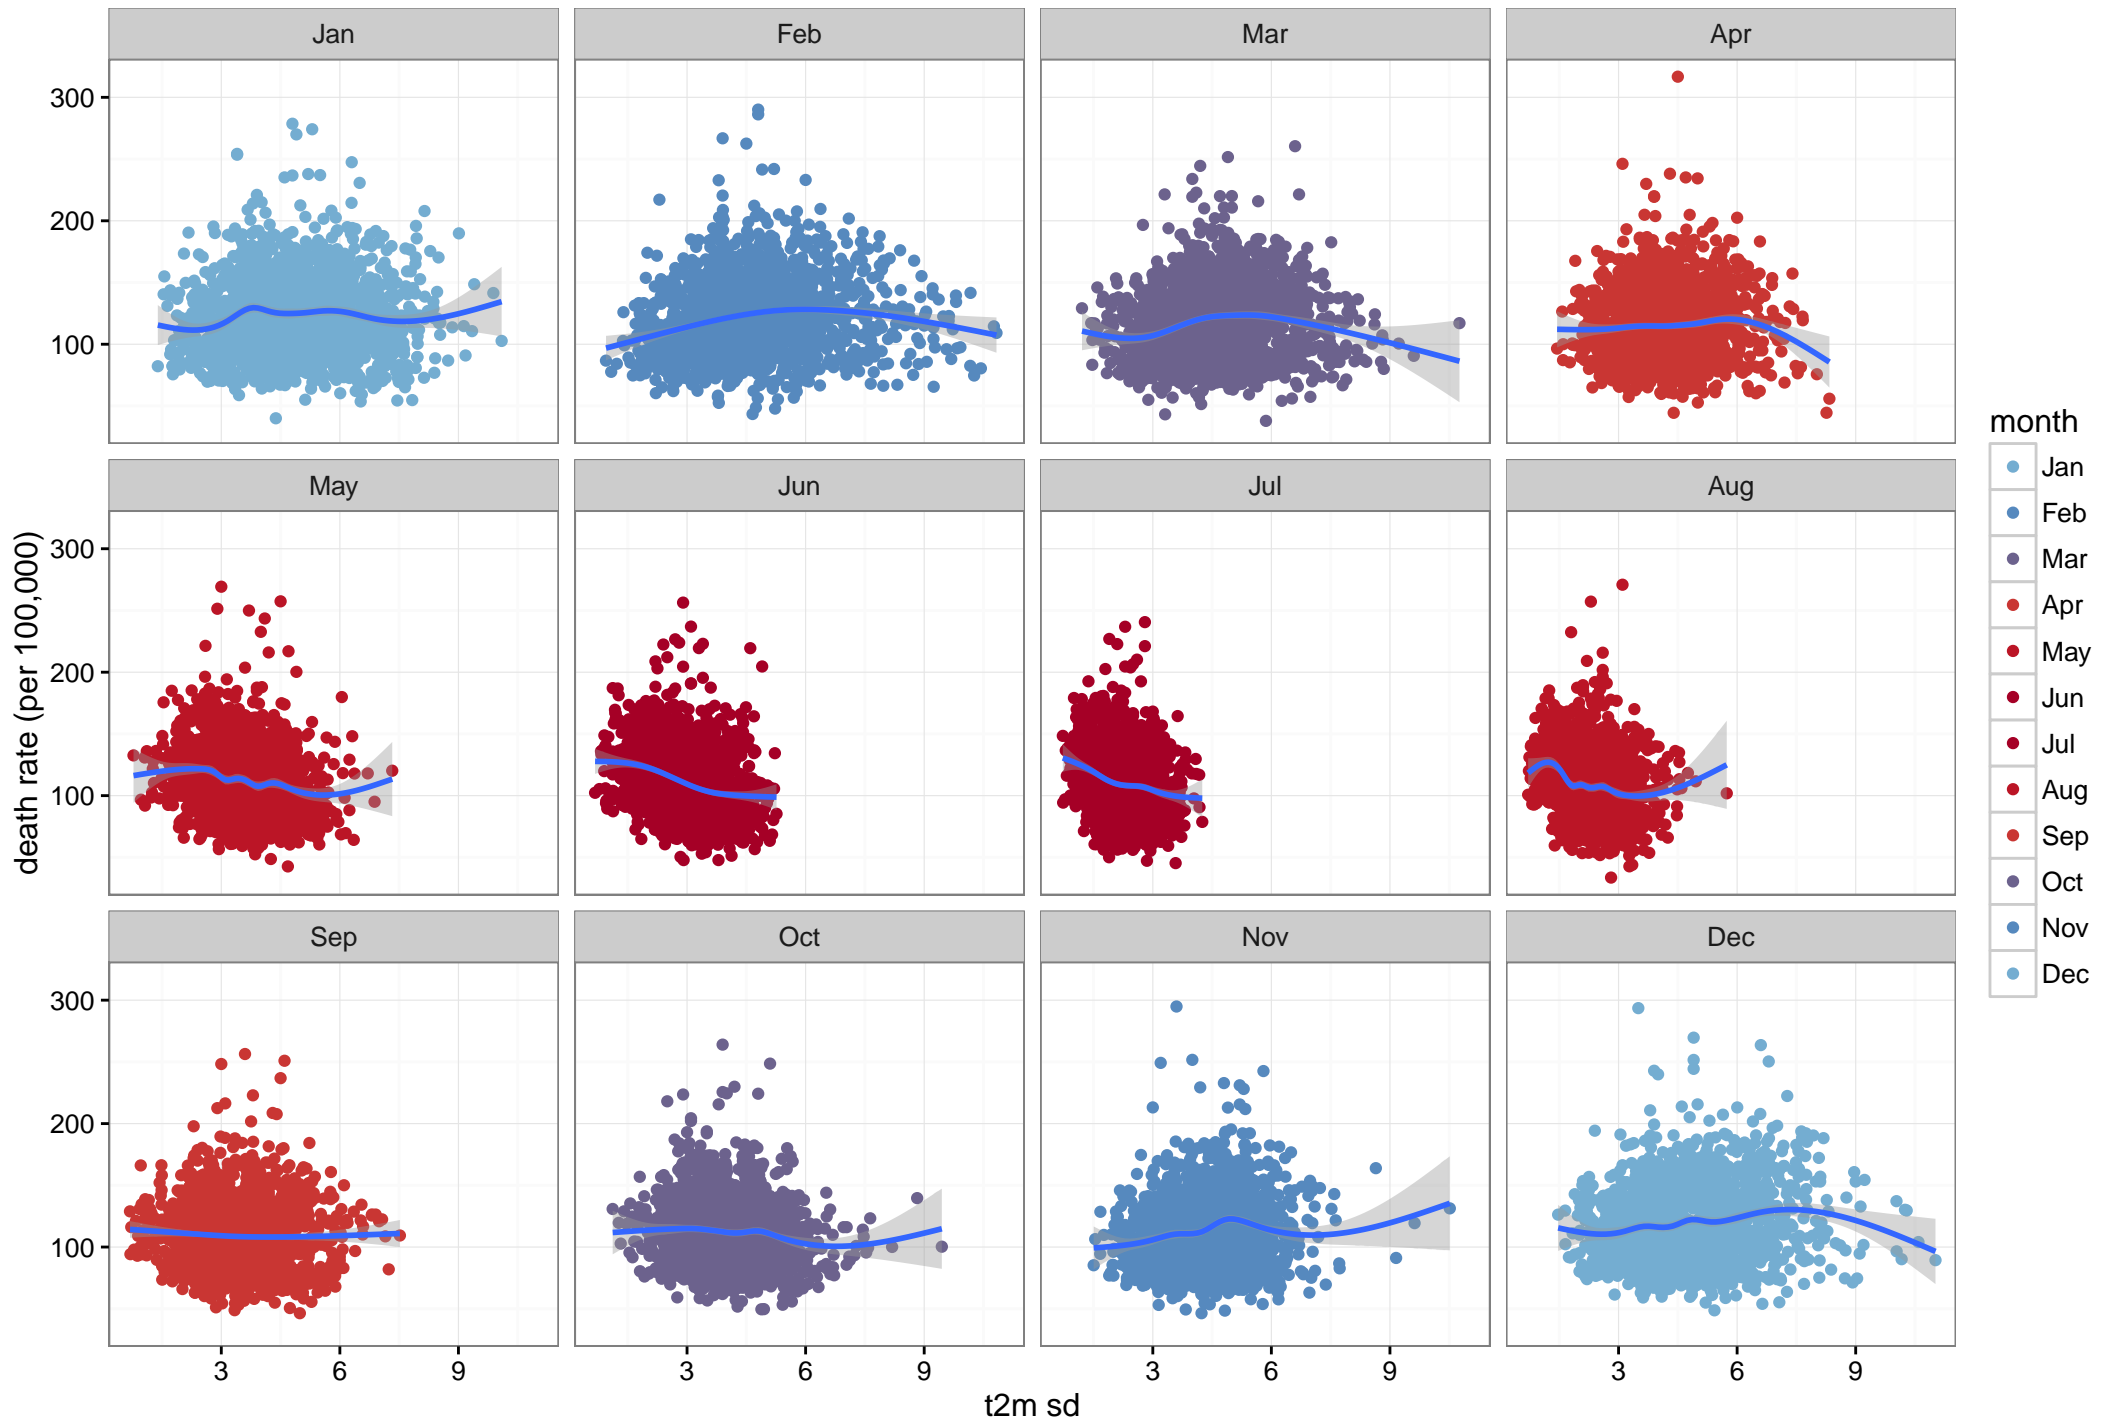 Jan Feb Mar Apr
300
200
100
May Jun Jul Aug
300
200
100
Sep Oct Nov Dec
300
200
100
3 6 9 3 6 9 3 6 9 3 6 9
t2m sd
death rate (per 100,000)
month
Jan
Feb
Mar
Apr
May
Jun
Jul
Aug
Sep
Oct
Nov
Dec